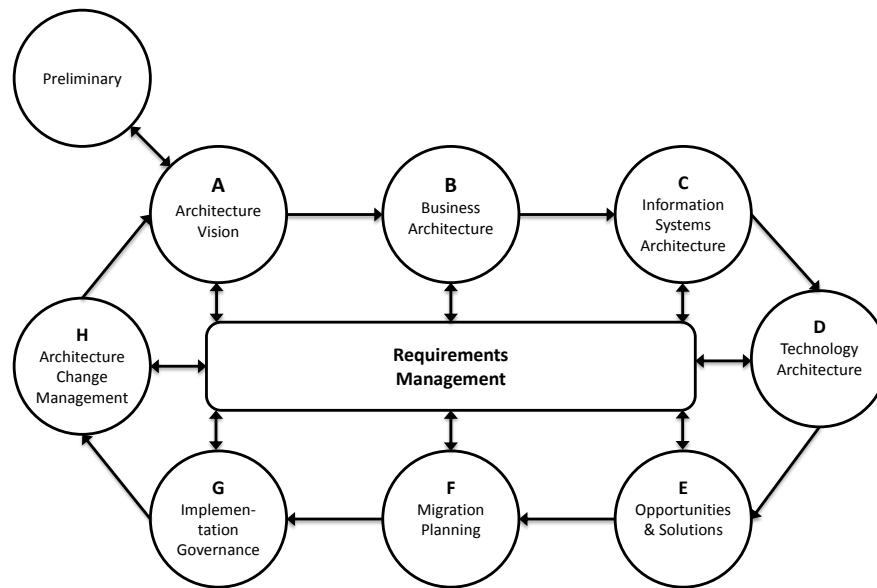 Preliminary
A
Architecture
Vision
B
Business
Architecture
C
Information
Systems
Architecture
H
Architecture
Change
Management
Requirements
Management
D
Technology
Architecture
G
Implemen-
tation
Governance
F
Migration
Planning
E
Opportunities
& Solutions